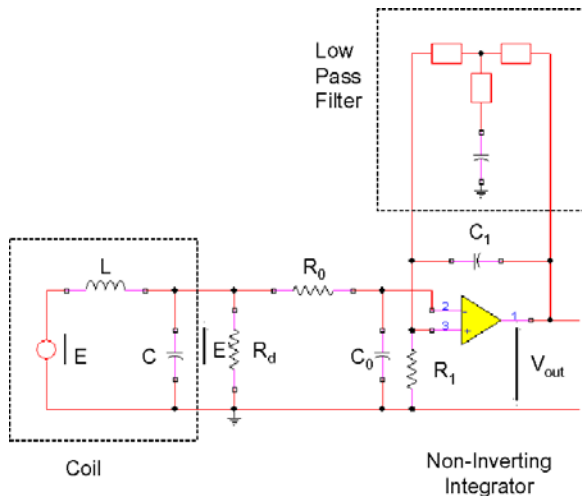 Low
Pass
Filter
C1
L
R0
E
C
E
Rd
C0
2
-
3
+
1
R1
Vout
Coil
Non-Inverting
Integrator